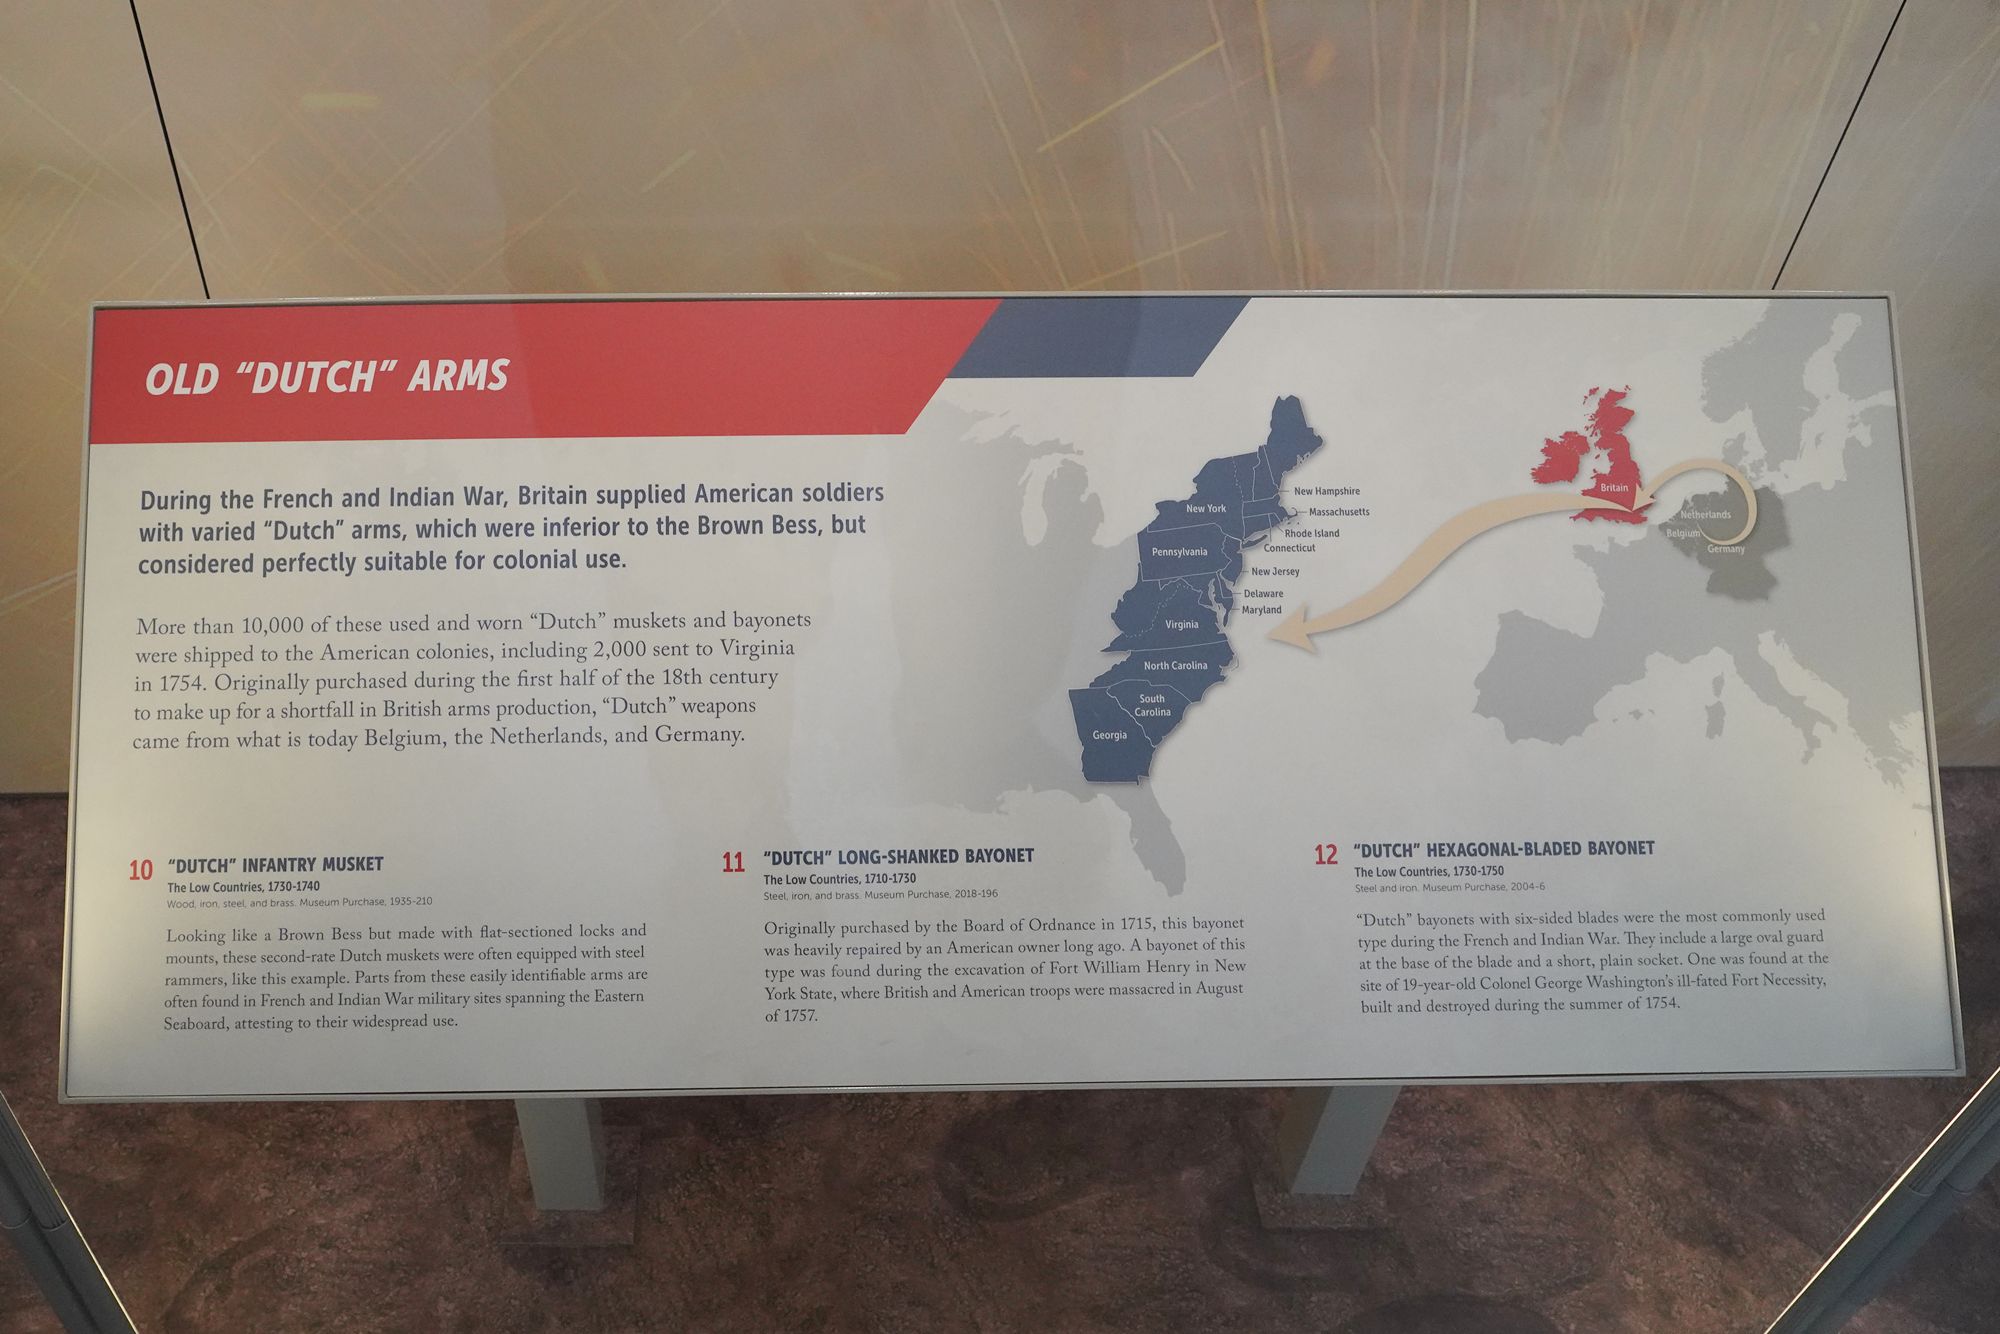 OLD “DUTCH” ARMS
During the French and Indian War, Britain supplied American soldiers
with varied “Dutch” arms, which were inferior to the Brown Bess, but
considered perfectly suitable for colonial use.
More than 10,000 of these used and worn “Dutch” muskets and bayonets
were shipped to the American colonies, including 2,000 sent to Virginia
in 1754. Originally purchased during the first half of the 18th century
to make up for a shortfall in British arms production, “Dutch” weapons
came from what is today Belgium, the Netherlands, and Germany.
New Hampshire
New York
Massachusetts
Rhode Island
Connecticut
Pennsylvania
New Jersey
Delaware
Maryland
Virginia
North Carolina
South
Carolina
Georgia
Britain
Netherlands
Belgium
Germany
10 “DUTCH” INFANTRY MUSKET
The Low Countries, 1730-1740
Wood, iron, steel, and brass. Museum Purchase, 1935-210
Looking like a Brown Bess but made with flat-sectioned locks and
mounts, these second-rate Dutch muskets were often equipped with steel
rammers, like this example. Parts from these easily identifiable arms are
often found in French and Indian War military sites spanning the Eastern
Seaboard, attesting to their widespread use.
11 “DUTCH” LONG-SHANKED BAYONET
The Low Countries, 1710-1730
Steel, iron, and brass. Museum Purchase, 2018-196
Originally purchased by the Board of Ordnance in 1715, this bayonet
was heavily repaired by an American owner long ago. A bayonet of this
type was found during the excavation of Fort William Henry in New
York State, where British and American troops were massacred in August
of 1757.
12 “DUTCH” HEXAGONAL-BLADED BAYONET
The Low Countries, 1730-1750
Steel and iron. Museum Purchase, 2004-6
“Dutch” bayonets with six-sided blades were the most commonly used
type during the French and Indian War. They include a large oval guard
at the base of the blade and a short, plain socket. One was found at the
site of 19-year-old Colonel George Washington’s ill-fated Fort Necessity,
built and destroyed during the summer of 1754.